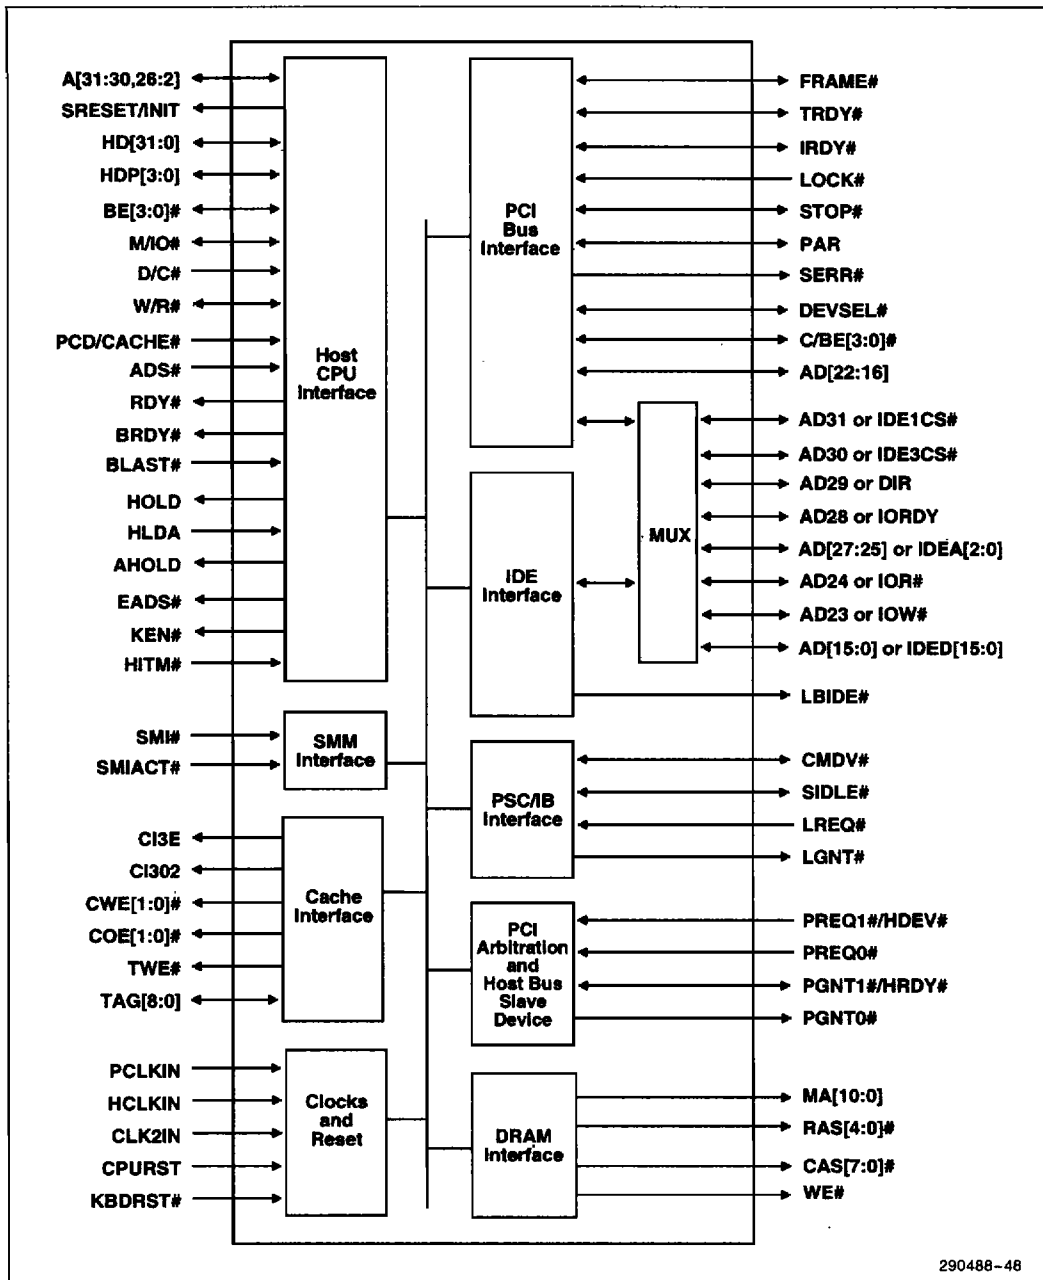 A[31:30,26:2]
SRESET/INIT
HD[31:0]
HDP[3:0]
BE[3:0]#
M/IO#
D/C#
W/R#
PCD/CACHE#
ADS#
RDY#
BRDY#
BLAST#
HOLD
HLDA
AHOLD
EADS#
KEN#
HITM#
SMI#
SMIACT#
CI3E
CI302
CWE[1:0]#
COE[1:0]#
TWE#
TAG[8:0]
PCLKIN
HCLKIN
CLK2IN
CPURST
KBDRST#
Host
CPU
Interface
SMM
Interface
Cache
Interface
Clocks
and
Reset
PCI
Bus
Interface
IDE
Interface
MUX
PSC/IB
Interface
PCI
Arbitration
and
Host Bus
Slave
Device
DRAM
Interface
FRAME#
TRDY#
IRDY#
LOCK#
STOP#
PAR
SERR#
DEVSEL#
C/BE[3:0]#
AD[22:16]
AD31 or IDE1CS#
AD30 or IDE3CS#
AD29 or DIR
AD28 or IORDY
AD[27:25] or IDEA[2:0]
AD24 or IOR#
AD23 or IOW#
AD[15:0] or IDED[15:0]
LBIDE#
CMDV#
SIDLE#
LREQ#
LGNT#
PREQ1#/HDEV#
PREQ0#
PGNT1#/HRDY#
PGNT0#
MA[10:0]
RAS[4:0]#
CAS[7:0]#
WE#
290488-48